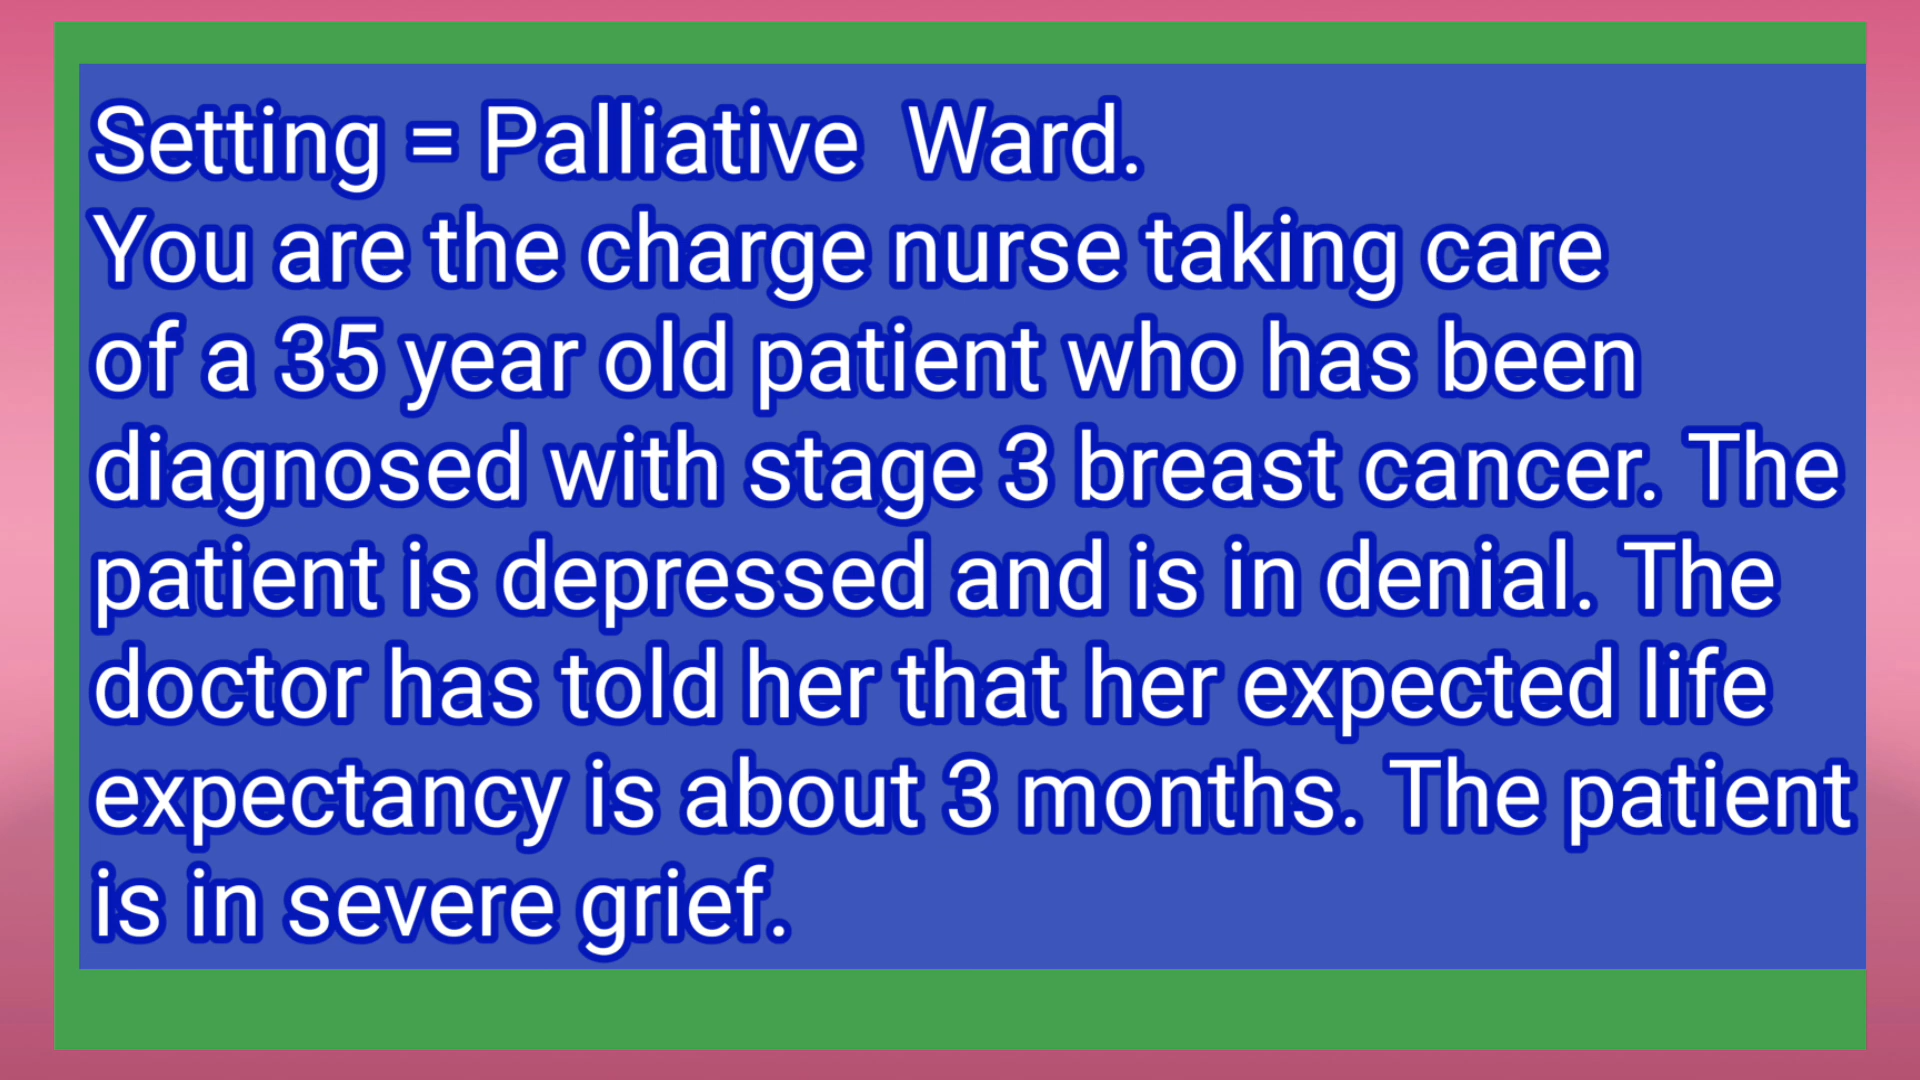 Setting = Palliative  Ward.
You are the charge nurse taking care
of a 35 year old patient who has been
diagnosed with stage 3 breast cancer. The
patient is depressed and is in denial. The
doctor has told her that her expected life
expectancy is about 3 months. The patient
is in severe grief.